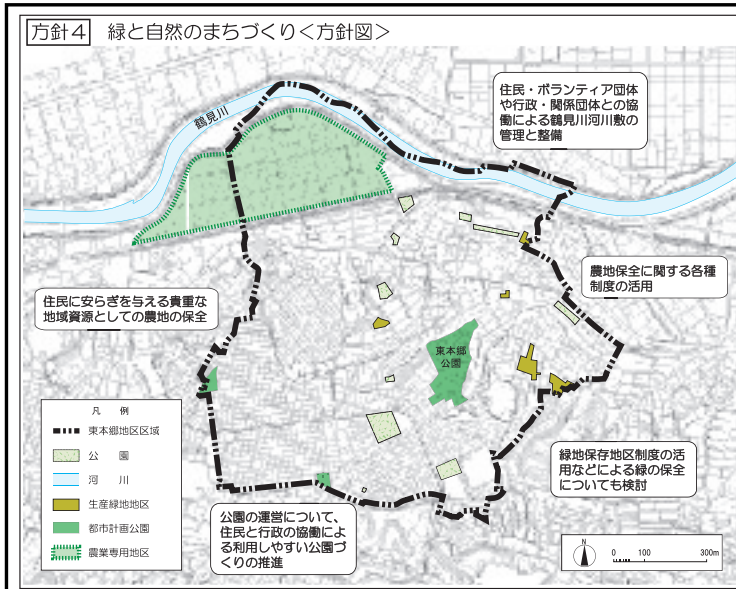 方針4 緑と自然のまちづくり<方針図>
鶴見川
住民・ボランティア団体
や行政・関係団体との協
働による鶴見川河川敷の
管理と整備
農地保全に関する各種
制度の活用
住民に安らぎを与える貴重な
地域資源としての農地の保全
東本郷
公園
凡 例
東本郷地区区域
公 園
河 川
生産緑地地区
都市計画公園
農業専用地区
緑地保存地区制度の活
用などによる緑の保全
についても検討
公園の運営について、
住民と行政の協働によ
る利用しやすい公園づ
くりの推進
N
0 100 300m